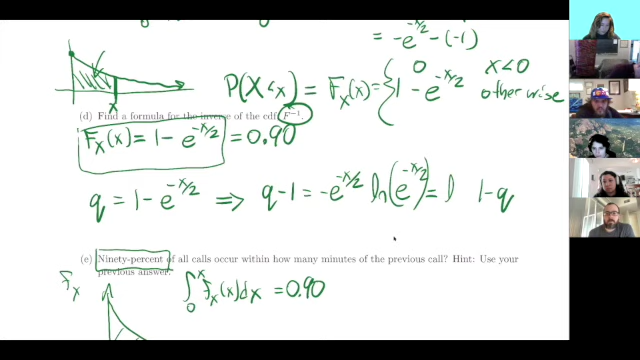 = -e^{-x/2} - (-1)
P(X<x) = F_X(x) = { 0 x<0
1 - e^{-x/2} otherwise
x
(d) Find a formula for the inverse of the cdf F^{-1}.
F_X(x) = 1 - e^{-x/2} = 0.90
q = 1 - e^{-x/2} ⇒ q - 1 = -e^{-x/2} ln(e^{-x/2}) = l 1-q
(e) Ninety-percent of all calls occur within how many minutes of the previous call? Hint: Use your
previous answer.
f_X ∫_0^x f_X(x)dx = 0.90